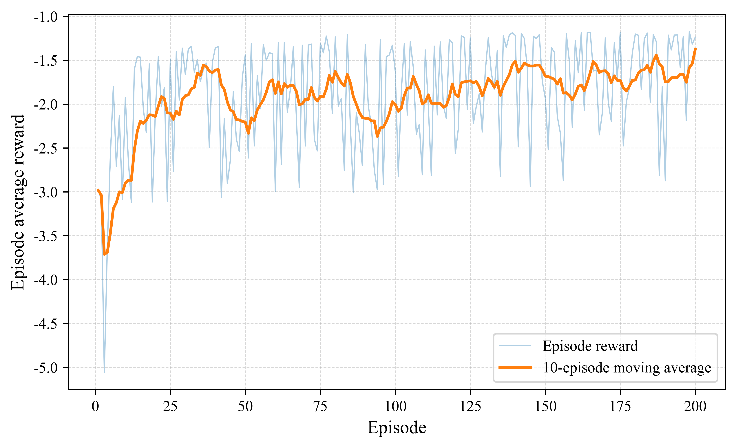 -1.0
-1.5
-2.0
-2.5
-3.0
-3.5
-4.0
-4.5
-5.0
Episode average reward
0 25 50 75 100 125 150 175 200
Episode
Episode reward
10-episode moving average